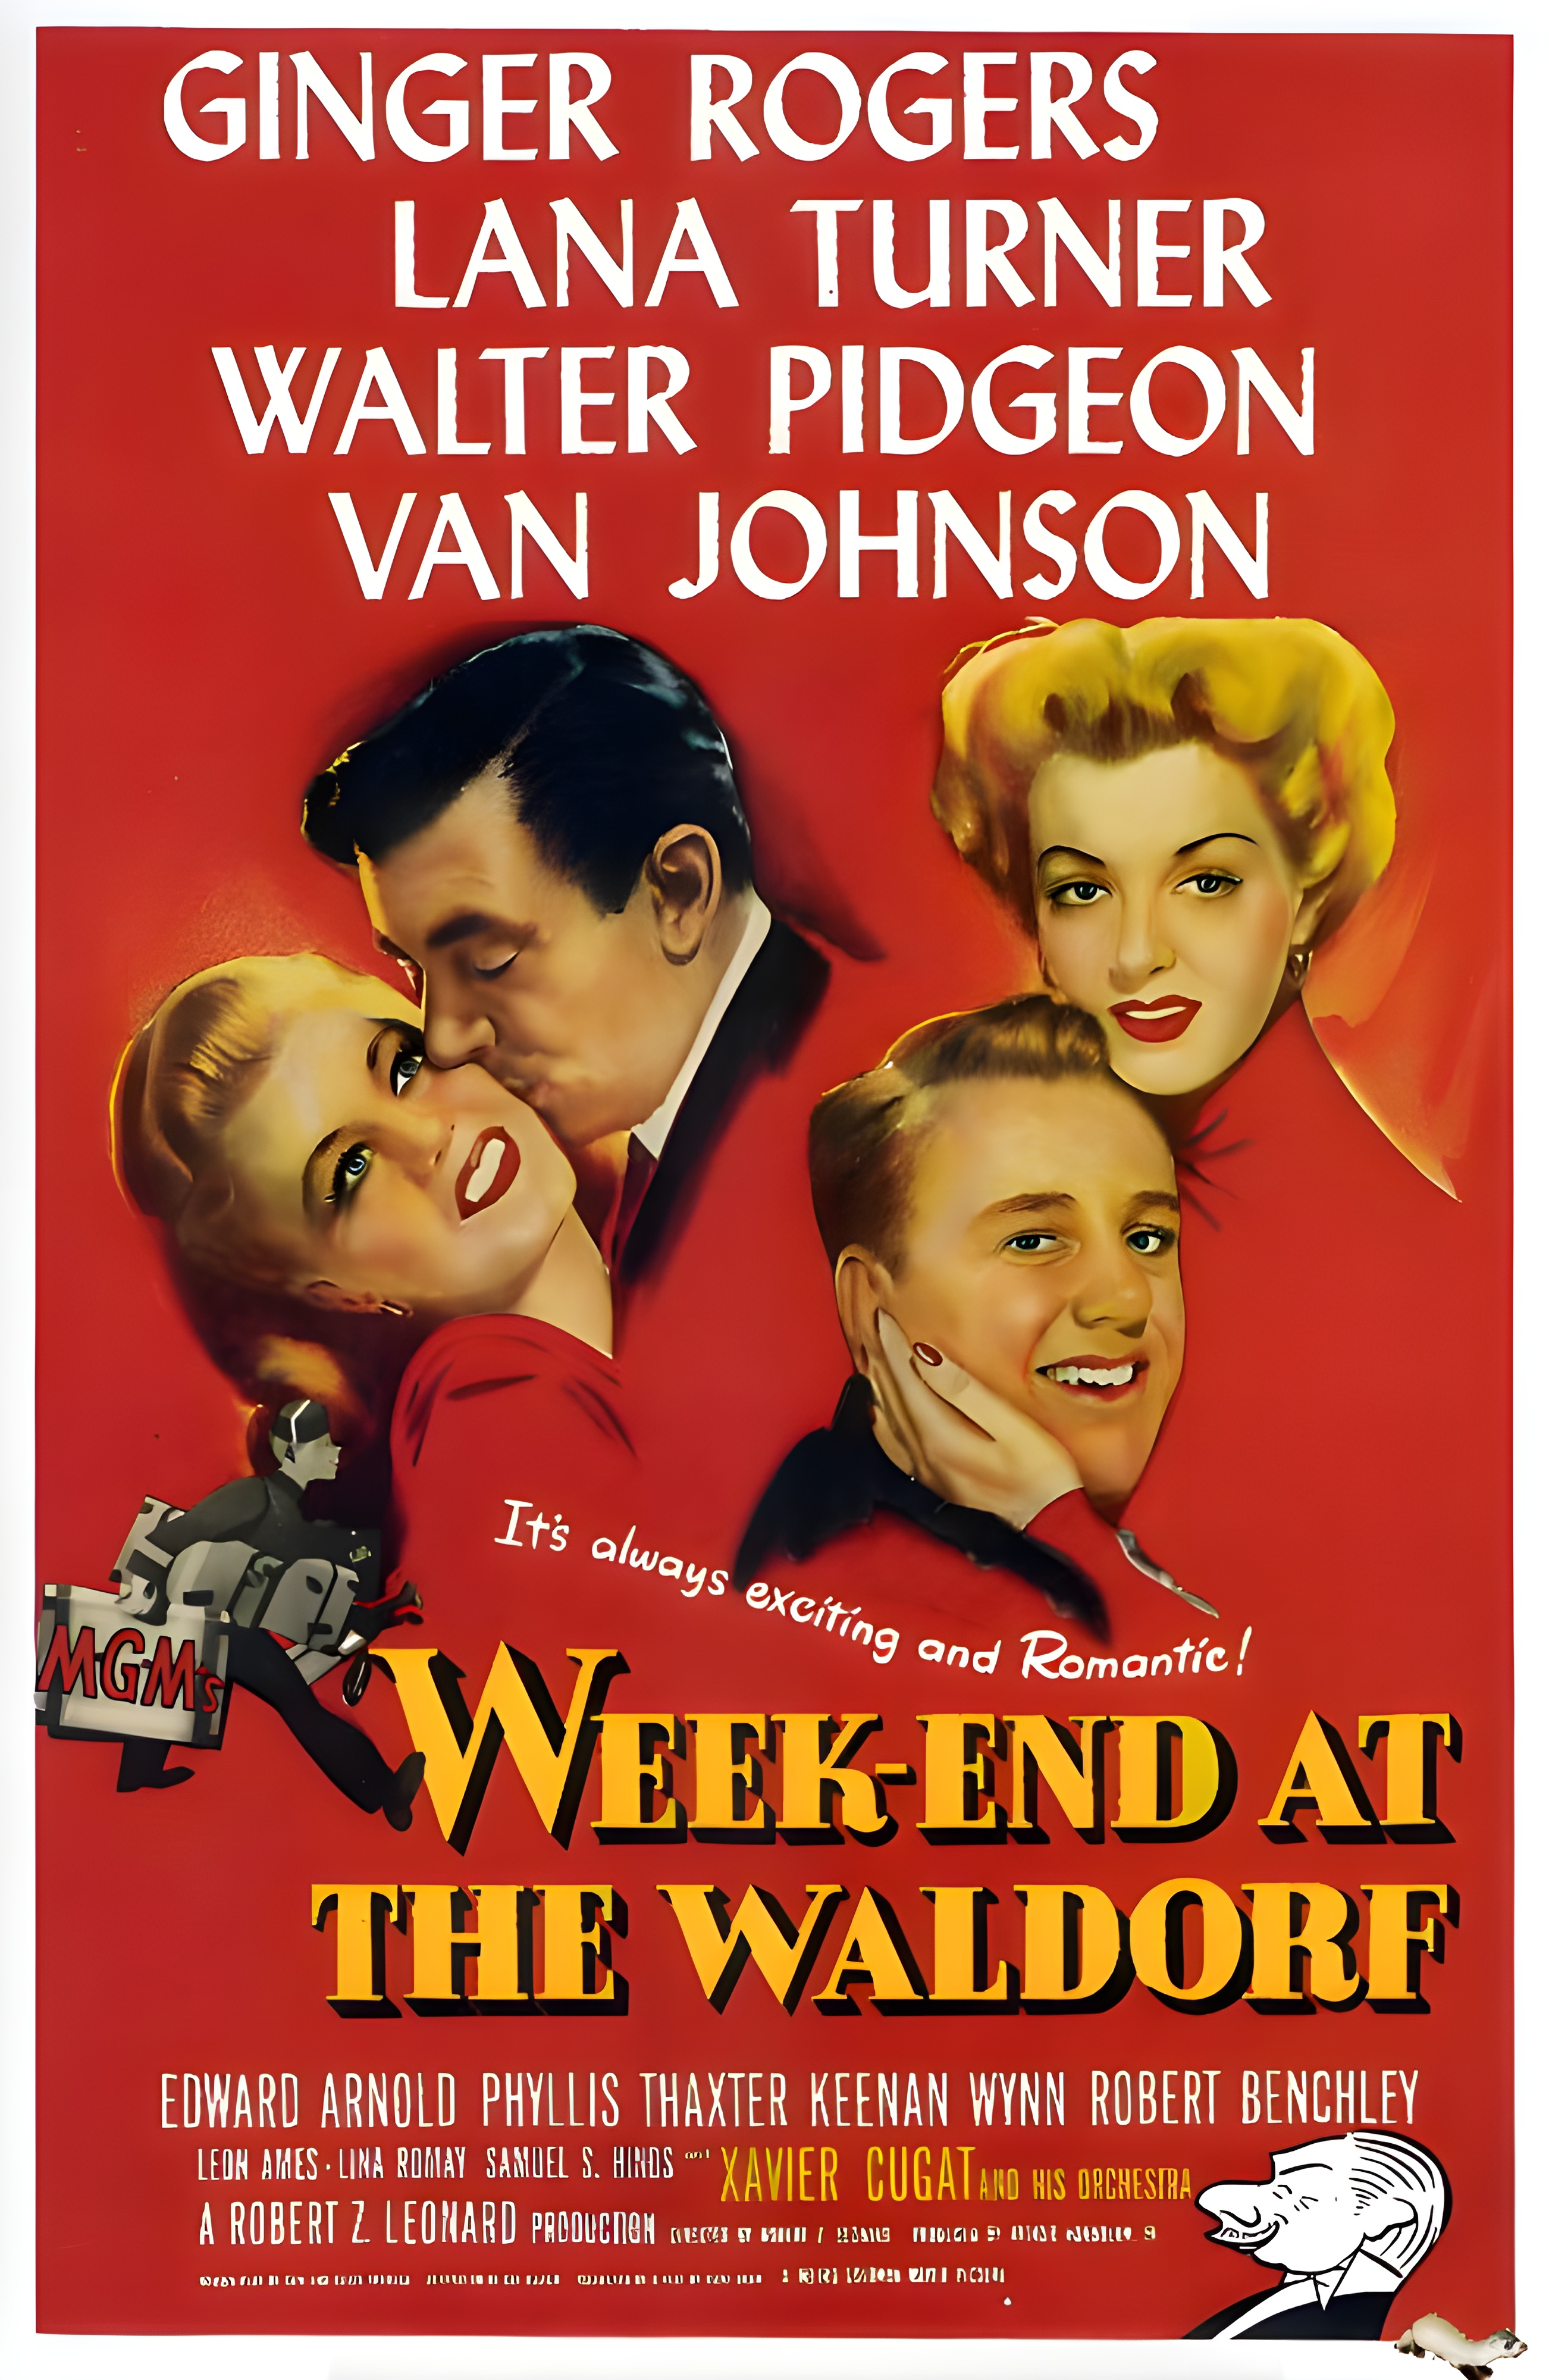 GINGER ROGERS
LANA TURNER
WALTER PIDGEON
VAN JOHNSON
It's always exciting and Romantic!
M-G-M's
WEEK-END AT
THE WALDORF
EDWARD ARNOLD PHYLLIS THAXTER KEENAN WYNN ROBERT BENCHLEY
LEON AMES · LINA ROMAY SAMUEL S. HINDS and XAVIER CUGAT AND HIS ORCHESTRA
A ROBERT Z. LEONARD PRODUCTION